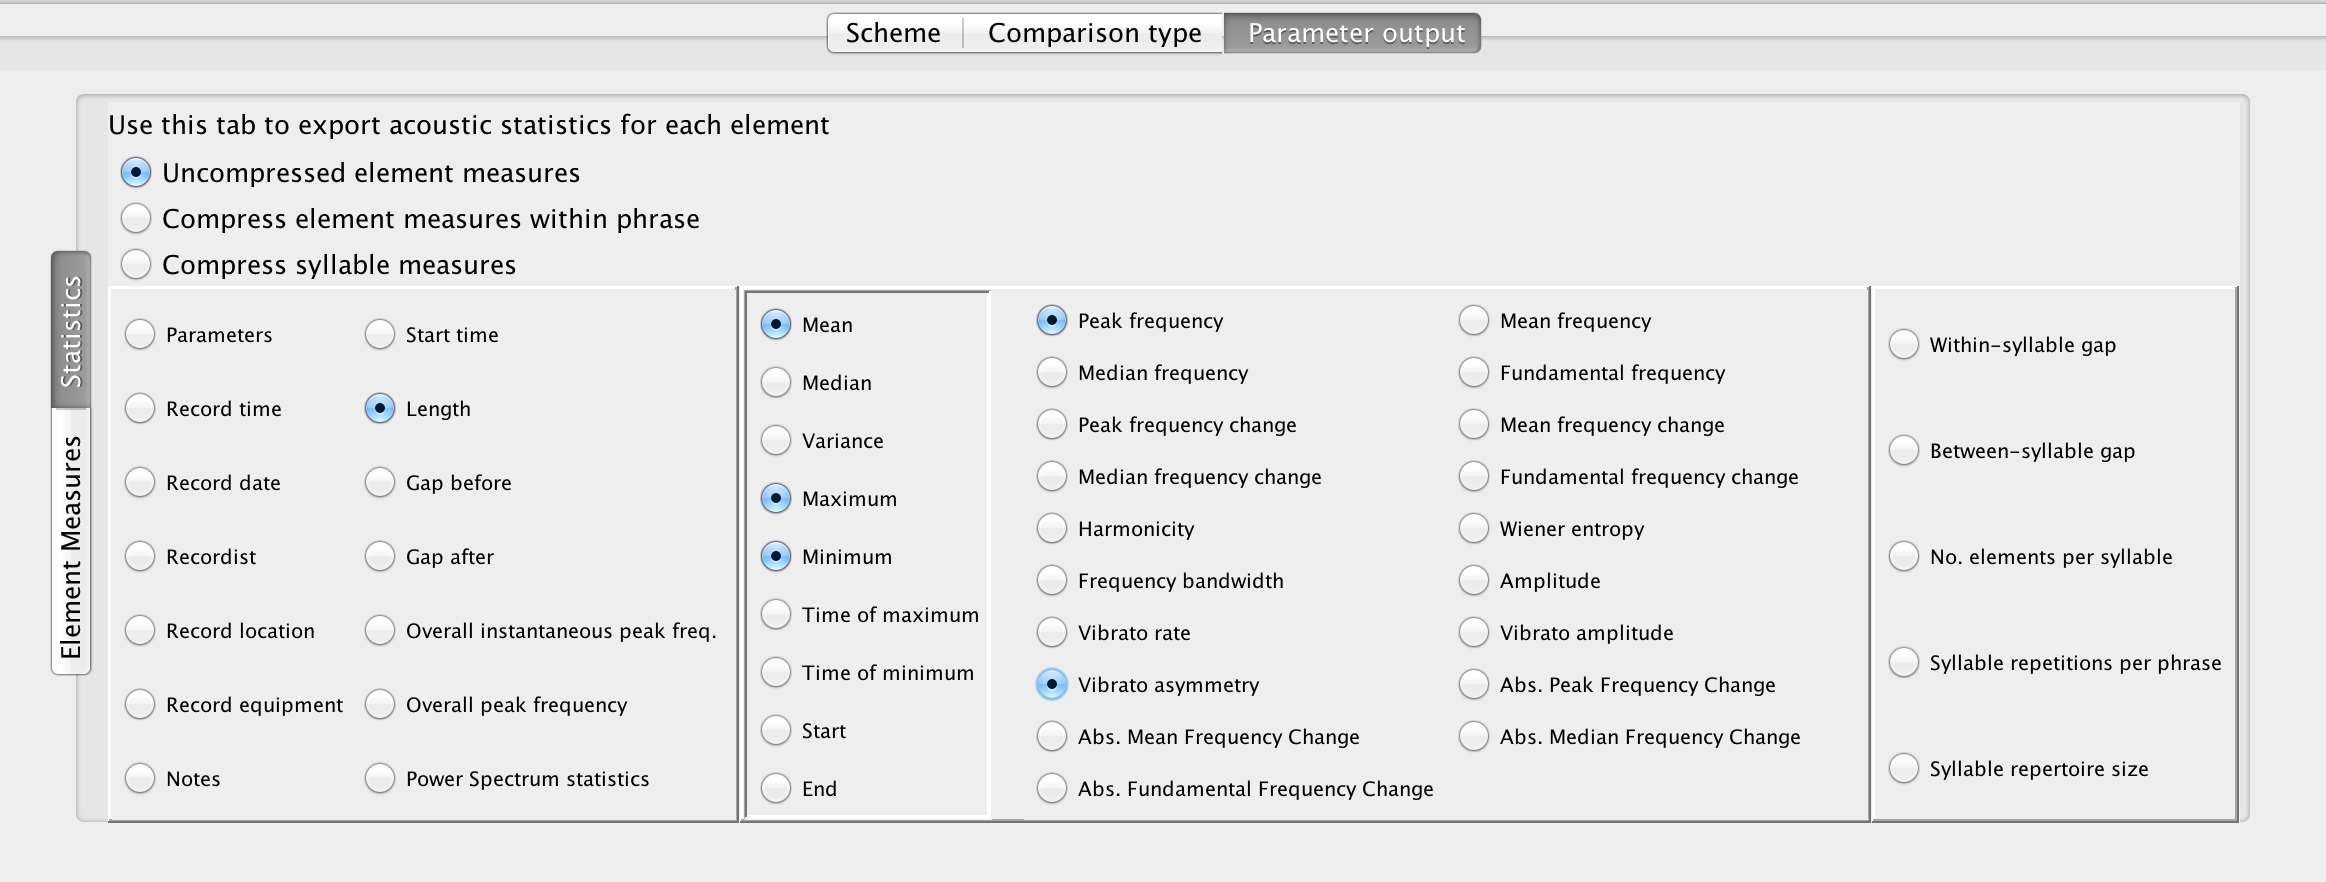 Scheme
Comparison type
Parameter output
Use this tab to export acoustic statistics for each element
Uncompressed element measures
Compress element measures within phrase
Compress syllable measures
Statistics
Element Measures
Parameters
Record time
Record date
Recordist
Record location
Record equipment
Notes
Start time
Length
Gap before
Gap after
Overall instantaneous peak freq.
Overall peak frequency
Power Spectrum statistics
Mean
Median
Variance
Maximum
Minimum
Time of maximum
Time of minimum
Start
End
Peak frequency
Median frequency
Peak frequency change
Median frequency change
Harmonicity
Frequency bandwidth
Vibrato rate
Vibrato asymmetry
Abs. Mean Frequency Change
Abs. Fundamental Frequency Change
Mean frequency
Fundamental frequency
Mean frequency change
Fundamental frequency change
Wiener entropy
Amplitude
Vibrato amplitude
Abs. Peak Frequency Change
Abs. Median Frequency Change
Within-syllable gap
Between-syllable gap
No. elements per syllable
Syllable repetitions per phrase
Syllable repertoire size